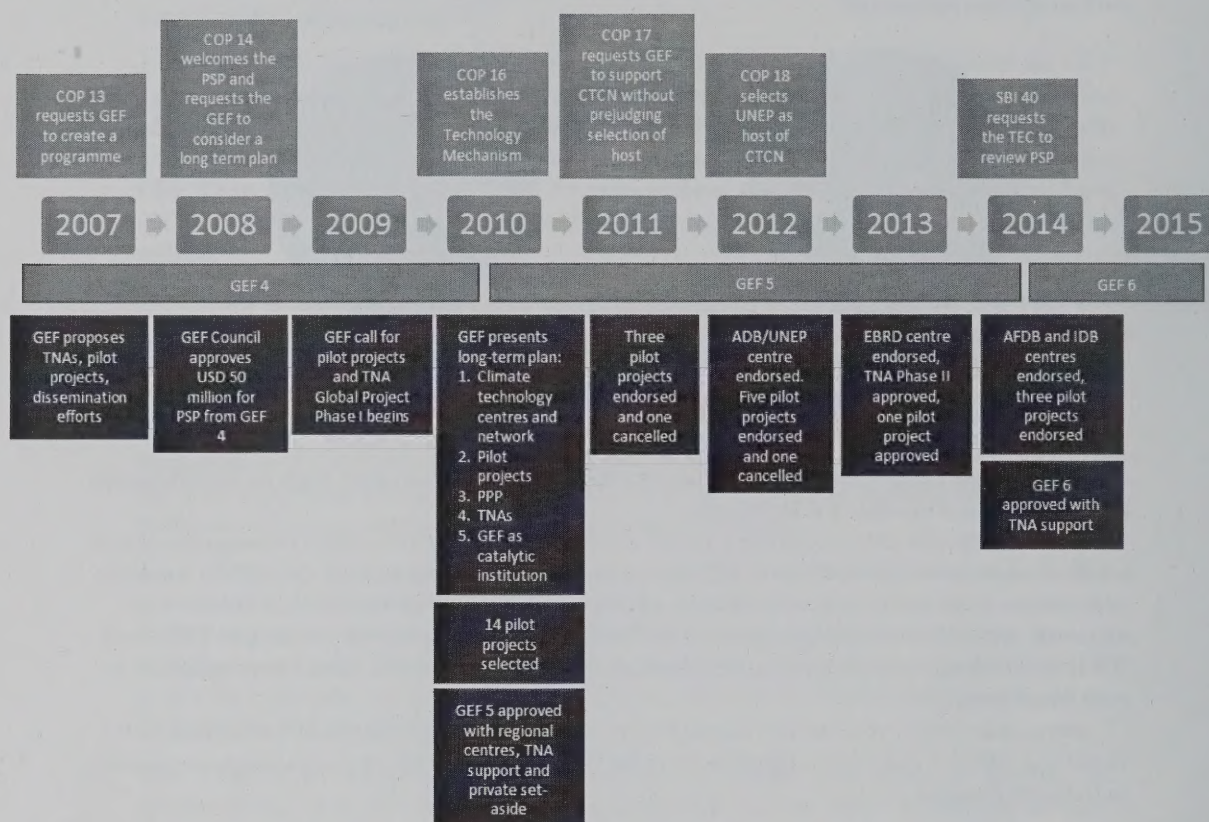 COP 13
requests GEF
to create a
programme
COP 14
welcomes the
PSP and
requests the
GEF to
consider a
long term plan
COP 16
establishes
the
Technology
Mechanism
COP 17
requests GEF
to support
CTCN without
prejudging
selection of
host
COP 18
selects
UNEP as
host of
CTCN
SBI 40
requests
the TEC to
review PSP
2007
2008
2009
2010
2011
2012
2013
2014
2015
GEF 4
GEF 5
GEF 6
GEF proposes
TNAs, pilot
projects,
dissemination
efforts
GEF Council
approves
USD 50
million for
PSP from GEF
4
GEF call for
pilot projects
and TNA
Global Project
Phase I begins
GEF presents
long-term plan:
1. Climate
technology
centres and
network
2. Pilot
projects
3. PPP
4. TNAs
5. GEF as
catalytic
institution
14 pilot
projects
selected
GEF 5 approved
with regional
centres, TNA
support and
private set-
aside
Three
pilot
projects
endorsed
and one
cancelled
ADB/UNEP
centre
endorsed.
Five pilot
projects
endorsed
and one
cancelled
EBRD centre
endorsed,
TNA Phase II
approved,
one pilot
project
approved
AFDB and IDB
centres
endorsed,
three pilot
projects
endorsed
GEF 6
approved with
TNA support